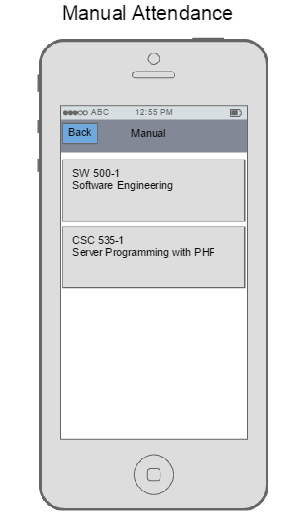 Manual Attendance
ABC 12:55 PM
Back Manual
SW 500-1
Software Engineering
CSC 535-1
Server Programming with PHF